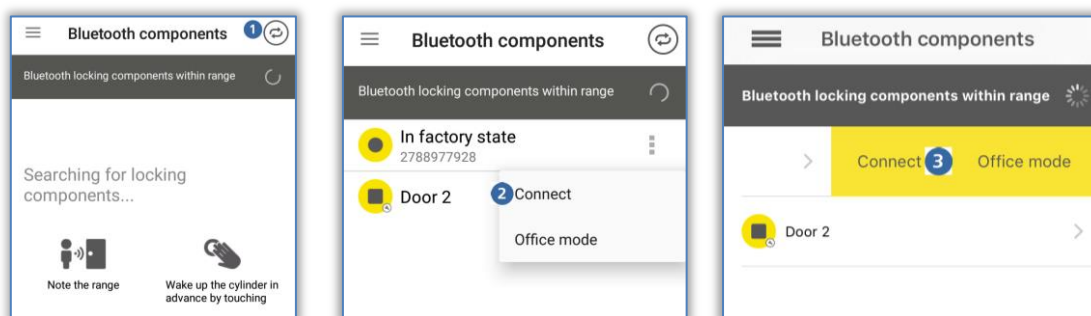 Bluetooth components 1
Bluetooth locking components within range
Searching for locking
components...
Note the range
Wake up the cylinder in
advance by touching
Bluetooth components
Bluetooth locking components within range
In factory state
2788977928
Door 2
2 Connect
Office mode
Bluetooth components
Bluetooth locking components within range
Connect 3 Office mode
Door 2